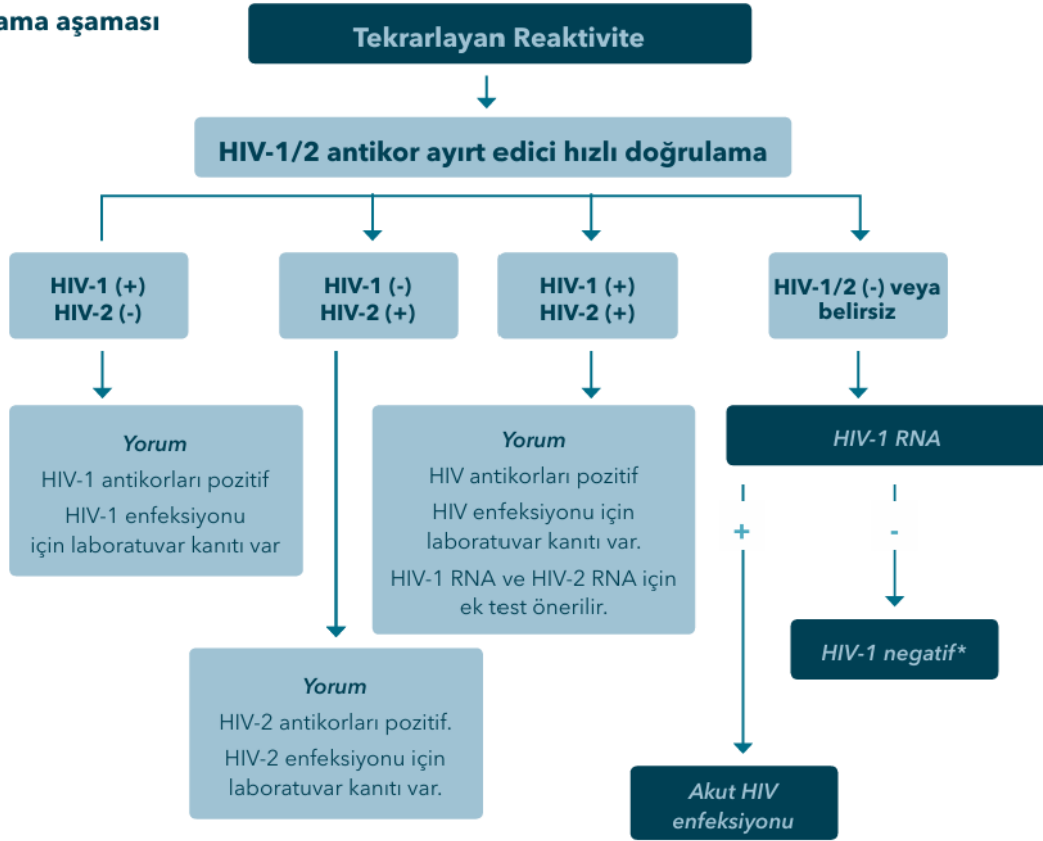 ama aşaması
Tekrarlayan Reaktivite
HIV-1/2 antikor ayırt edici hızlı doğrulama
HIV-1 (+)
HIV-2 (-)
HIV-1 (-)
HIV-2 (+)
HIV-1 (+)
HIV-2 (+)
HIV-1/2 (-) veya
belirsiz
Yorum
HIV-1 antikorları pozitif
HIV-1 enfeksiyonu
için laboratuvar kanıtı var
Yorum
HIV antikorları pozitif
HIV enfeksiyonu için
laboratuvar kanıtı var.
HIV-1 RNA ve HIV-2 RNA için
ek test önerilir.
HIV-1 RNA
+
-
HIV-1 negatif*
Yorum
HIV-2 antikorları pozitif.
HIV-2 enfeksiyonu için
laboratuvar kanıtı var.
Akut HIV
enfeksiyonu